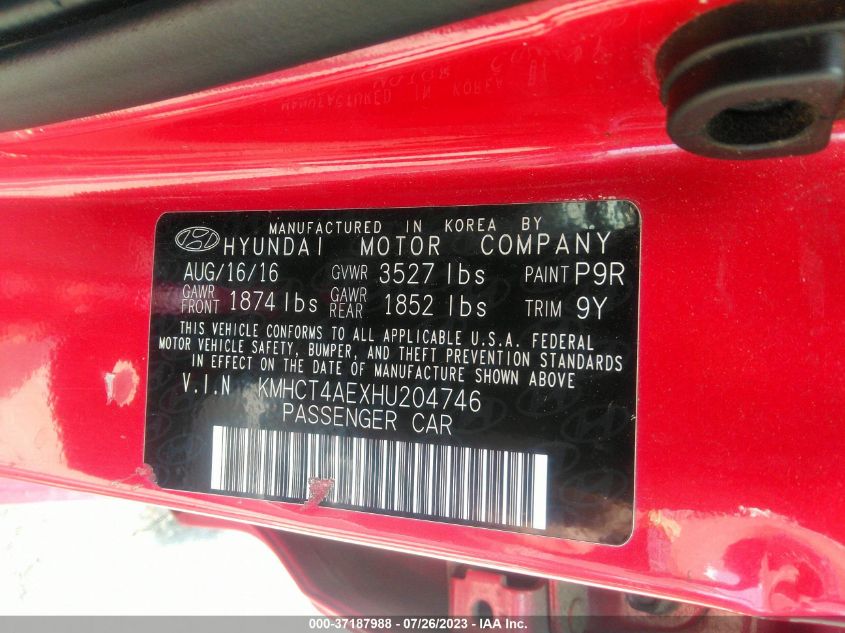 MANUFACTURED IN KOREA BY
HYUNDAI MOTOR COMPANY
AUG/16/16 GVWR 3527 lbs PAINT P9R
GAWR FRONT 1874 lbs GAWR REAR 1852 lbs TRIM 9Y
THIS VEHICLE CONFORMS TO ALL APPLICABLE U.S.A. FEDERAL
MOTOR VEHICLE SAFETY, BUMPER, AND THEFT PREVENTION STANDARDS
IN EFFECT ON THE DATE OF MANUFACTURE SHOWN ABOVE
V.I.N KMHCT4AEXHU204746
PASSENGER CAR
000-37187988 / 07/26/2023 - © IAA Inc.